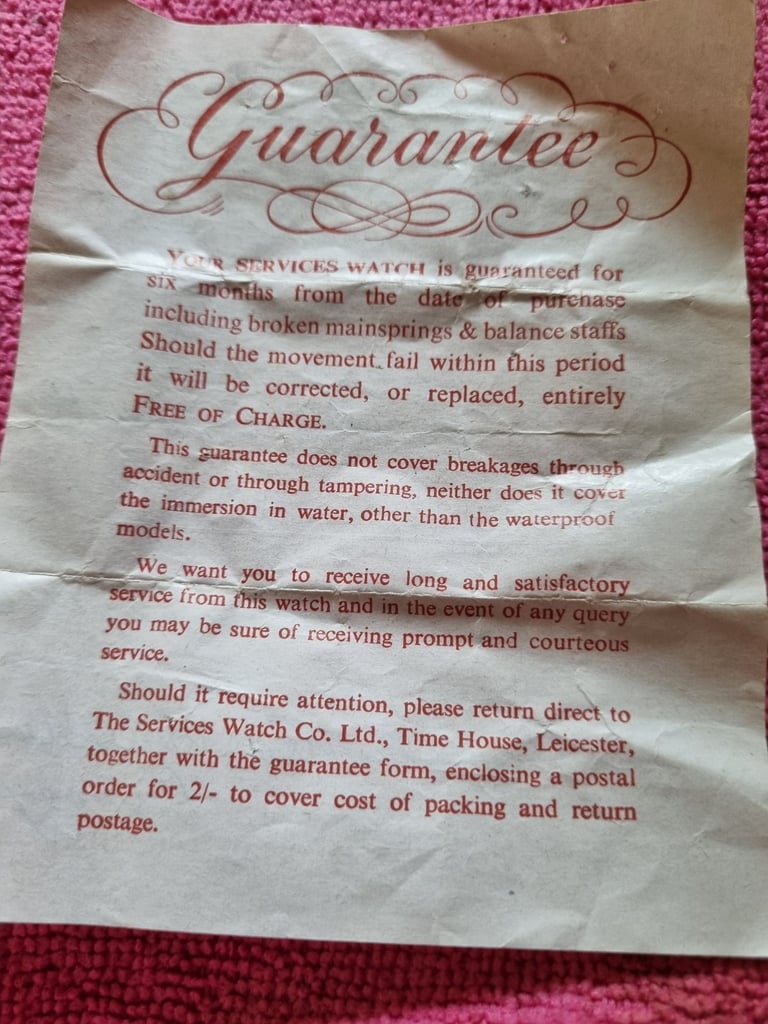 Guarantee
YOUR SERVICES WATCH is guaranteed for
six months from the date of purchase
including broken mainsprings & balance staffs
Should the movement fail within this period
it will be corrected, or replaced, entirely
FREE OF CHARGE.
This guarantee does not cover breakages through
accident or through tampering, neither does it cover
the immersion in water, other than the waterproof
models.
We want you to receive long and satisfactory
service from this watch and in the event of any query
you may be sure of receiving prompt and courteous
service.
Should it require attention, please return direct to
The Services Watch Co. Ltd., Time House, Leicester,
together with the guarantee form, enclosing a postal
order for 2/- to cover cost of packing and return
postage.